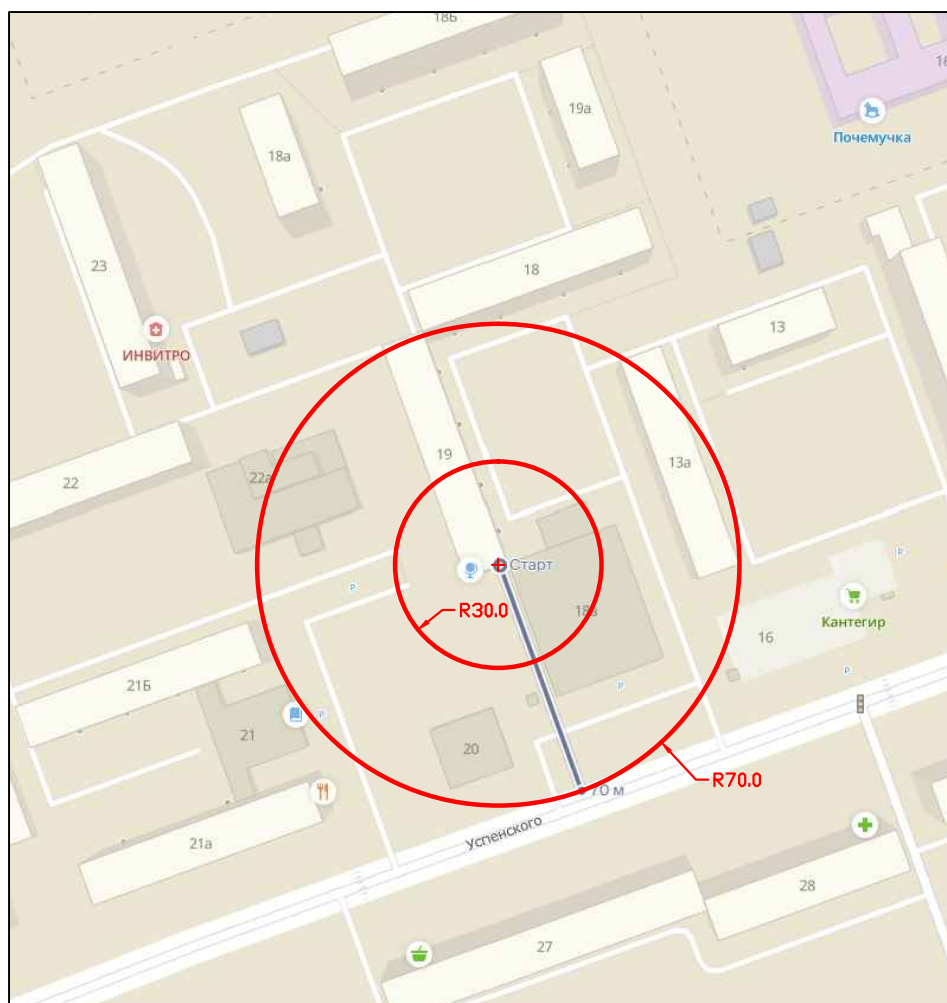 18Б
16
19а
Почемучка
18а
23
18
13
ИНВИТРО
19
13а
22а
22
Старт
P
P
R30.0
18в
Кантегир
16
21Б
P
P
P
21
20
70 м
R70.0
Успенского
21а
28
27